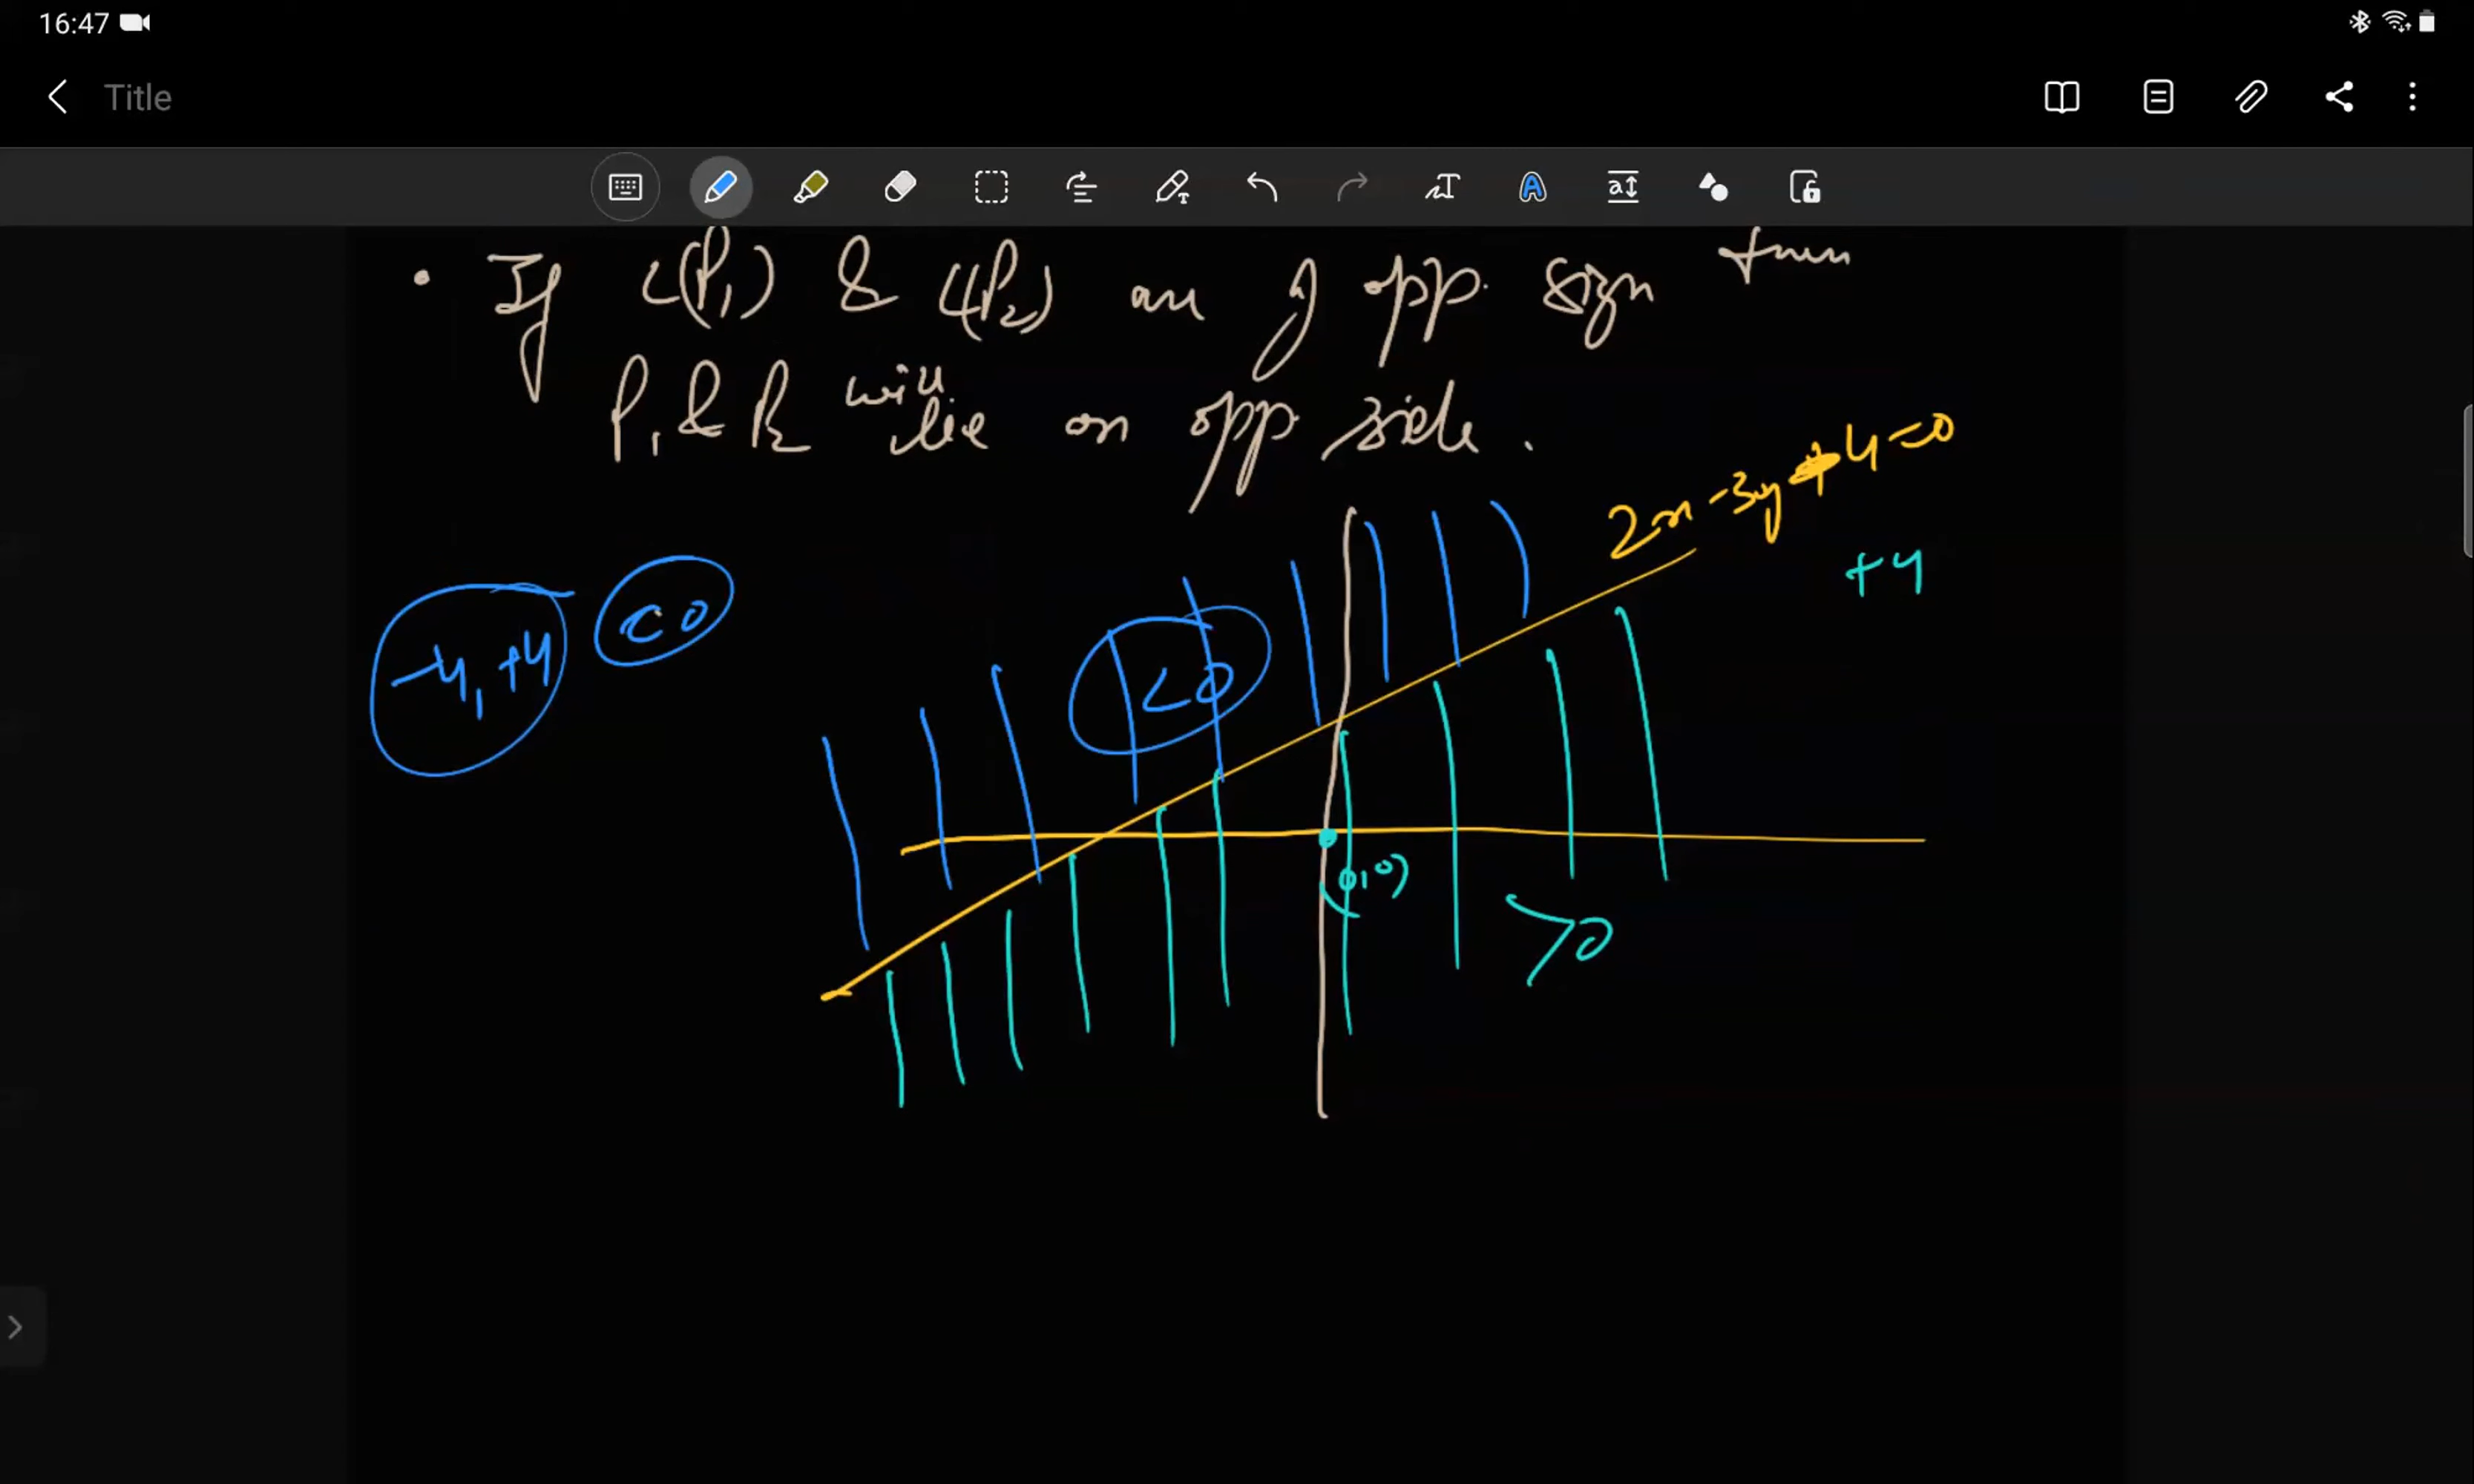 16:47
Title
• If L(P₁) & L(P₂) are of opp. sign then
P₁ & P₂ will lie on opp side.
2x -3y + 4 = 0
+4
-4, +4 <0
<0
(0,0)
>0